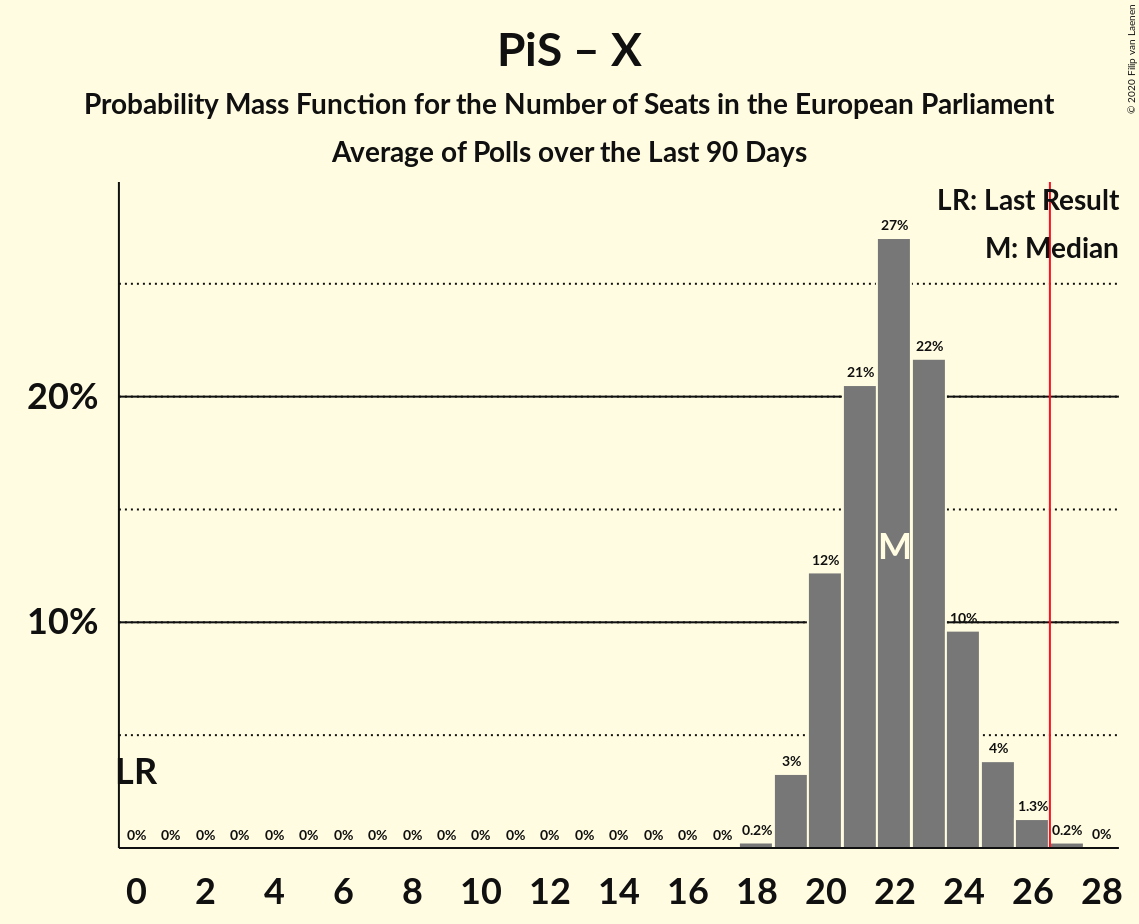 PiS – X
Probability Mass Function for the Number of Seats in the European Parliament
Average of Polls over the Last 90 Days
© 2020 Filip van Laenen
LR: Last Result
M: Median
27%
22%
21%
20%
M
12%
10%
10%
4%
3%
LR
1.3%
0% 0% 0% 0% 0% 0% 0% 0% 0% 0% 0% 0% 0% 0% 0% 0% 0% 0% 0.2% 0.2% 0%
0 2 4 6 8 10 12 14 16 18 20 22 24 26 28